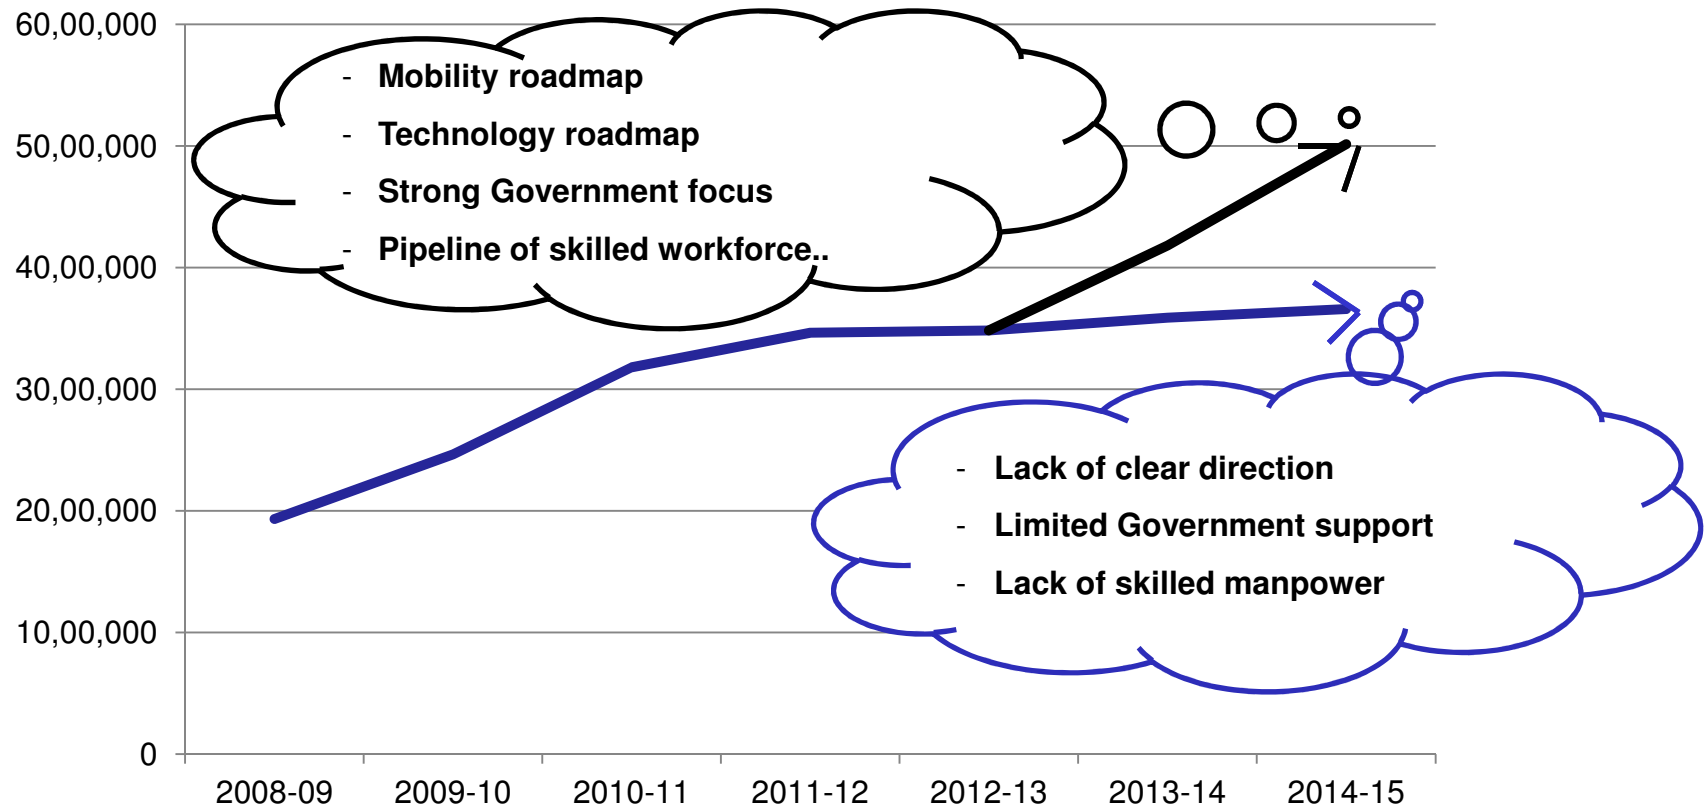 60,00,000
- Mobility roadmap
- Technology roadmap
50,00,000
- Strong Government focus
- Pipeline of skilled workforce..
40,00,000
30,00,000
- Lack of clear direction
20,00,000
- Limited Government support
- Lack of skilled manpower
10,00,000
0
2008-09 2009-10 2010-11 2011-12 2012-13 2013-14 2014-15